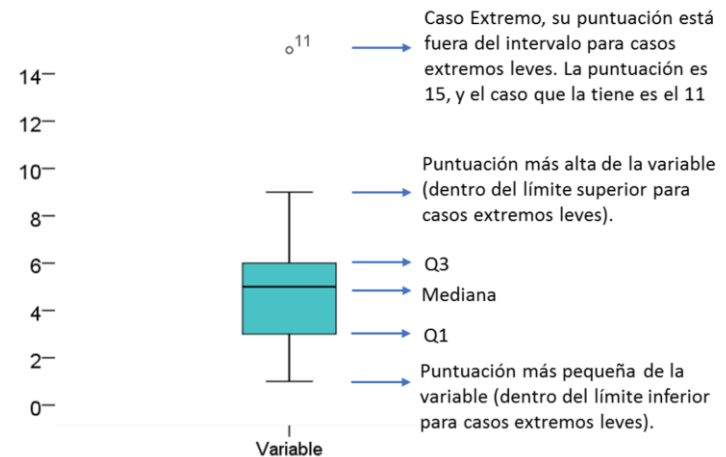 Caso Extremo, su puntuación está
fuera del intervalo para casos
extremos leves. La puntuación es
15, y el caso que la tiene es el 11
11
14
12
10
8
6
4
2
0
Puntuación más alta de la variable
(dentro del límite superior para
casos extremos leves).
Q3
Mediana
Q1
Puntuación más pequeña de la
variable (dentro del límite inferior
para casos extremos leves).
Variable